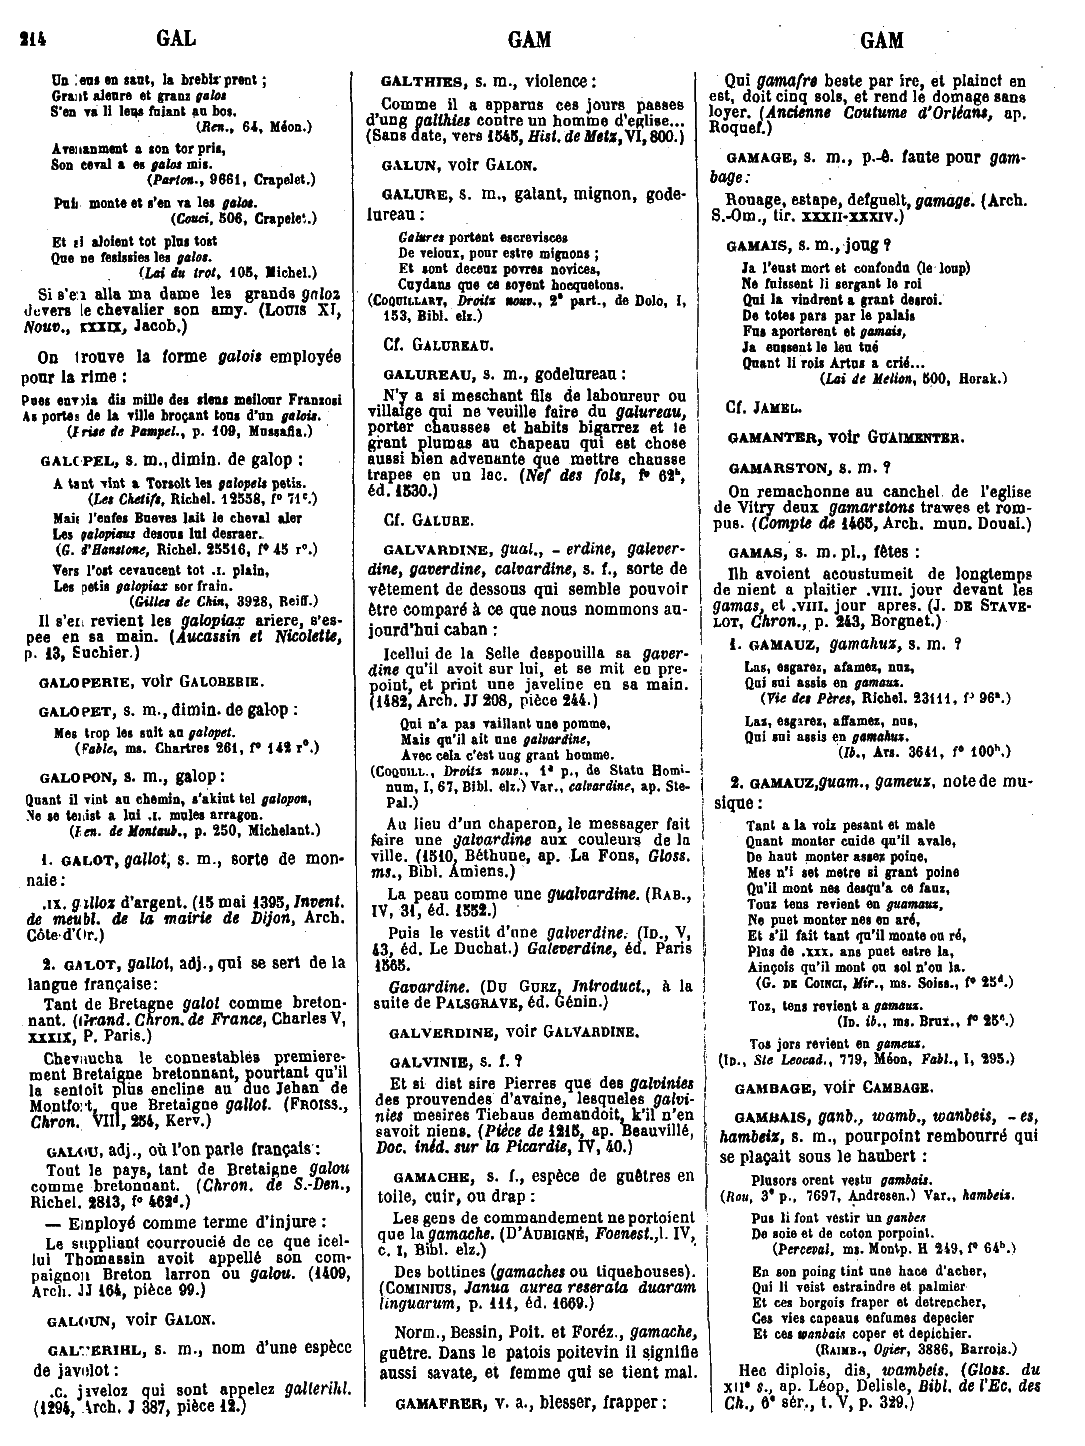 214 GAL GAM GAM
Un lens en saut, la brebiz prent ;
Grant aleure et granz galos
S'en va li leus fuiant au bos.
(Ren., 64, Méon.)
Avenanment a son tor pris,
Son ceval a es galos mis.
(Parton., 9661, Crapelet.)
Puis monte et s'en va les galos.
(Couci, 506, Crapelet.)
Et si aloient tot plus tost
Que ne fesissies les galos.
(Lai du trot, 105, Michel.)
Si s'en alla ma dame les grands galoz
devers le chevalier son amy. (LOUIS XI,
Nouv., XXXIX, Jacob.)
On trouve la forme galois employée
pour la rime :
Pues envoia dis mille des siens meilour Franzosi
As portes de la ville broçant tous d'un galois.
(Prise de Pampel., p. 109, Mussafia.)
GALOPEL, s. m., dimin. de galop :
A tant vint a Torsolt les galopels petis.
(Les Chetifs, Richel. 12558, f° 71c.)
Mais l'enfes Bueves lait le cheval aler
Les galopiaus desous lui desraer.
(G. d'Hanstone, Richel. 25516, f° 45 r°.)
Vers l'ost cevaucent tot .I. plain,
Les petis galopiax sor frain.
(Gilles de Chin, 3928, Reiff.)
Il s'en revient les galopiax ariere, s'es-
pee en sa main. (Aucassin et Nicolette,
p. 13, Suchier.)
GALOPERIE, voir GALOBERIE.
GALOPET, s. m., dimin. de galop :
Mes trop les suit au galopet.
(Fable, ms. Chartres 261, f° 142 r°.)
GALOPON, s. m., galop :
Quant il vint au chemin, s'akiut tel galopon,
Ne se tenist a lui .I. mules arragon.
(Ren. de Montaub., p. 250, Michelant.)
1. GALOT, gallot, s. m., sorte de mon-
naie :
.IX. galloz d'argent. (15 mai 1395, Invent.
de meubl. de la mairie de Dijon, Arch.
Côte-d'Or.)
2. GALOT, gallot, adj., qui se sert de la
langue française :
Tant de Bretagne galot comme breton-
nant. (Grand. Chron. de France, Charles V,
XXXIX, P. Paris.)
Chevaucha le connestables premiere-
ment Bretaigne bretonnant, pourtant qu'il
la sentoit plus encline au duc Jehan de
Montfort, que Bretaigne gallot. (FROISS.,
Chron. VIII, 254, Kerv.)
GALOU, adj., où l'on parle français :
Tout le pays, tant de Bretaigne galou
comme bretonnant. (Chron. de S.-Den.,
Richel. 2813, f° 462d.)
— Employé comme terme d'injure :
Le suppliant courroucié de ce que icel-
lui Thomassin avoit appellé son com-
paignon Breton larron ou galou. (1409,
Arch. JJ 164, pièce 99.)
GALOUN, voir GALON.
GALTERIHL, s. m., nom d'une espèce
de javelot :
.C. javeloz qui sont appelez galterihl.
(1294, Arch. J 387, pièce 12.)
GALTHIES, s. m., violence :
Comme il a apparus ces jours passes
d'ung galthies contre un homme d'eglise...
(Sans date, vers 1545, Hist. de Metz, VI, 800.)
GALUN, voir GALON.
GALURE, s. m., galant, mignon, gode-
lureau :
Galures portent escrevisces
De veloux, pour estre mignons ;
Et sont deceuz povres novices,
Cuydans que ce soyent hocquetons.
(COQUILLART, Droitz nouv., 2e part., de Dolo, I,
153, Bibl. elz.)
Cf. GALUREAU.
GALUREAU, s. m., godelureau :
N'y a si meschant fils de laboureur ou
villaige qui ne veuille faire du galureau,
porter chausses et habits bigarrez et le
grant plumas au chapeau qui est chose
aussi bien advenante que mettre chausse
trapes en un lac. (Nef des fols, f° 62b,
éd. 1530.)
Cf. GALURE.
GALVARDINE, gual., - erdine, galever-
dine, gaverdine, calvardine, s. f., sorte de
vêtement de dessous qui semble pouvoir
être comparé à ce que nous nommons au-
jourd'hui caban :
Icellui de la Selle despouilla sa gaver-
dine qu'il avoit sur lui, et se mit en pre-
point, et print une javeline en sa main.
(1482, Arch. JJ 208, pièce 244.)
Qui n'a pas vaillant une pomme,
Mais qu'il ait une galvardine,
Avec cela c'est ung grant homme.
(COQUILL., Droitz nouv., 1e p., de Statu Homi-
num, I, 67, Bibl. elz.) Var., calvardine, ap. Ste-
Pal.)
Au lieu d'un chaperon, le messager fait
faire une galvardine aux couleurs de la
ville. (1510, Béthune, ap. La Fons, Gloss.
ms., Bibl. Amiens.)
La peau comme une gualvardine. (RAB.,
IV, 31, éd. 1552.)
Puis le vestit d'une galverdine. (ID., V,
43, éd. Le Duchat.) Galeverdine, éd. Paris
1565.
Gavardine. (DU GUEZ, Introduct., à la
suite de PALSGRAVE, éd. Génin.)
GALVERDINE, voir GALVARDINE.
GALVINIE, s. f. ?
Et si dist sire Pierres que des galvinies
des prouvendes d'avaine, lesqueles galvi-
nies mesires Tiebaus demandoit, k'il n'en
savoit niens. (Pièce de 1215, ap. Beauvillé,
Doc. inéd. sur la Picardie, IV, 40.)
GAMACHE, s. f., espèce de guêtres en
toile, cuir, ou drap :
Les gens de commandement ne portoient
que la gamache. (D'AUBIGNÉ, Foenest., l. IV,
c. I, Bibl. elz.)
Des bottines (gamaches ou tiquehouses).
(COMINIUS, Janua aurea reserata duaram
linguarum, p. 111, éd. 1669.)
Norm., Bessin, Poit. et Foréz., gamache,
guêtre. Dans le patois poitevin il signifie
aussi savate, et femme qui se tient mal.
GAMAFRER, v. a., blesser, frapper :
Qui gamafre beste par ire, et plainct en
est, doit cinq sols, et rend le domage sans
loyer. (Ancienne Coutume d'Orléans, ap.
Roquef.)
GAMAGE, s. m., p.-ê. faute pour gam-
bage :
Rouage, estape, defguelt, gamage. (Arch.
S.-Om., tir. XXXII-XXXIV.)
GAMAIS, s. m., joug ?
Ja l'eust mort et confondu (le loup)
Ne fuissent li sergant le roi
Qui la vindrent a grant desroi.
De totes pars par le palais
Fus aporterent et gamais,
Ja eussent le leu tué
Quant li rois Artus a crié...
(Lai de Melion, 500, Horak.)
Cf. JAMEL.
GAMANTER, voir GUAIMENTER.
GAMARSTON, s. m. ?
On remachonne au canchel de l'eglise
de Vitry deux gamarstons trawes et rom-
pus. (Compte de 1465, Arch. mun. Douai.)
GAMAS, s. m. pl., fêtes :
Ilh avoient acoustumeit de longtemps
de nient a plaitier .VIII. jour devant les
gamas, et .VIII. jour apres. (J. DE STAVE-
LOT, Chron., p. 243, Borgnet.)
1. GAMAUZ, gamahuz, s. m. ?
Las, esgarez, afamez, nuz,
Qui sui assis en gamaus.
(Vie des Pères, Richel. 23111, f° 96a.)
Laz, esgarez, affamez, nus,
Qui sui assis en gamahuz.
(Ib., Ars. 3641, f° 100b.)
2. GAMAUZ, guam., gameux, note de mu-
sique :
Tant a la voix pesant et male
Quant monter cuide qu'il avale,
De haut monter assez poine,
Mes n'i set metre si grant poine
Qu'il mont nes desqu'a ce fauz,
Touz tens revient en guamauz,
Ne puet monter nes en aré,
Et s'il fait tant qu'il monte ou ré,
Plus de .XXX. ans puet estre la,
Ainçois qu'il mont ou sol n'ou la.
(G. DE COINCI, Mir., ms. Soiss., f° 25d.)
Toz, tens revient a gamauz.
(ID. ib., ms. Brux., f° 25c.)
Tos jors revient en gameux.
(ID., Ste Leocad., 779, Méon, Fabl., I, 295.)
GAMBAGE, voir CAMBAGE.
GAMBAIS, ganb., wamb., wanbeis, - es,
hambeiz, s. m., pourpoint rembourré qui
se plaçait sous le haubert :
Plusors orent vestu gambais.
(Rou, 3e p., 7697, Andresen.) Var., hambeis.
Pus li font vestir un ganbes
De soie et de coton porpoint.
(Perceval, ms. Montp. H 249, f° 64b.)
En son poing tint une hace d'acher,
Qui li veist estraindre et palmier
Et ces borgois fraper et detrencher,
Ces vies capeaus enfumes depecier
Et ces wanbais coper et depichier.
(RAIMB., Ogier, 3886, Barrois.)
Hec diplois, dis, wambeis. (Gloss. du
XIIe s., ap. Léop. Delisle, Bibl. de l'Ec. des
Ch., 6e sér., t. V, p. 329.)